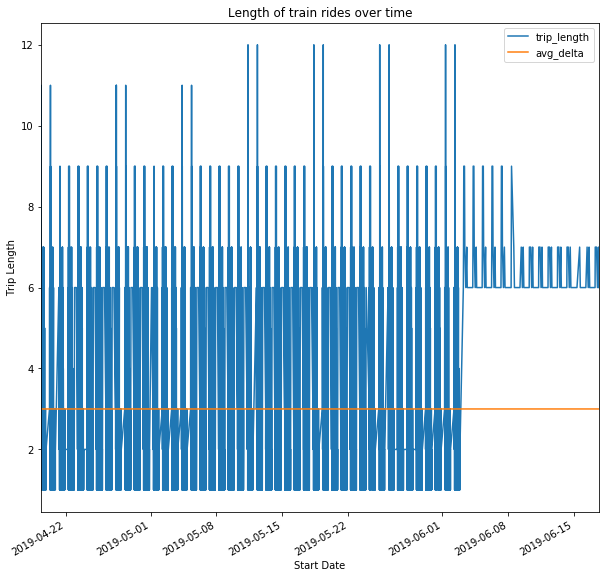 Length of train rides over time
trip_length
avg_delta
12
10
8
6
4
2
Trip Length
2019-04-22
2019-05-01
2019-05-08
2019-05-15
2019-05-22
2019-06-01
2019-06-08
2019-06-15
Start Date